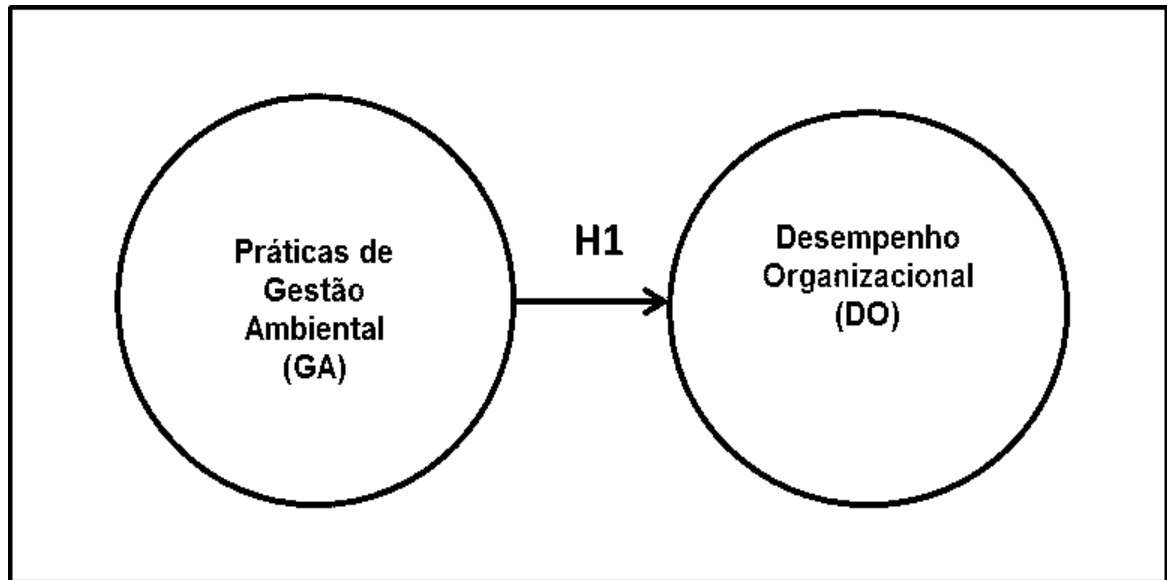 Práticas de
Gestão
Ambiental
(GA)
H1
Desempenho
Organizacional
(DO)